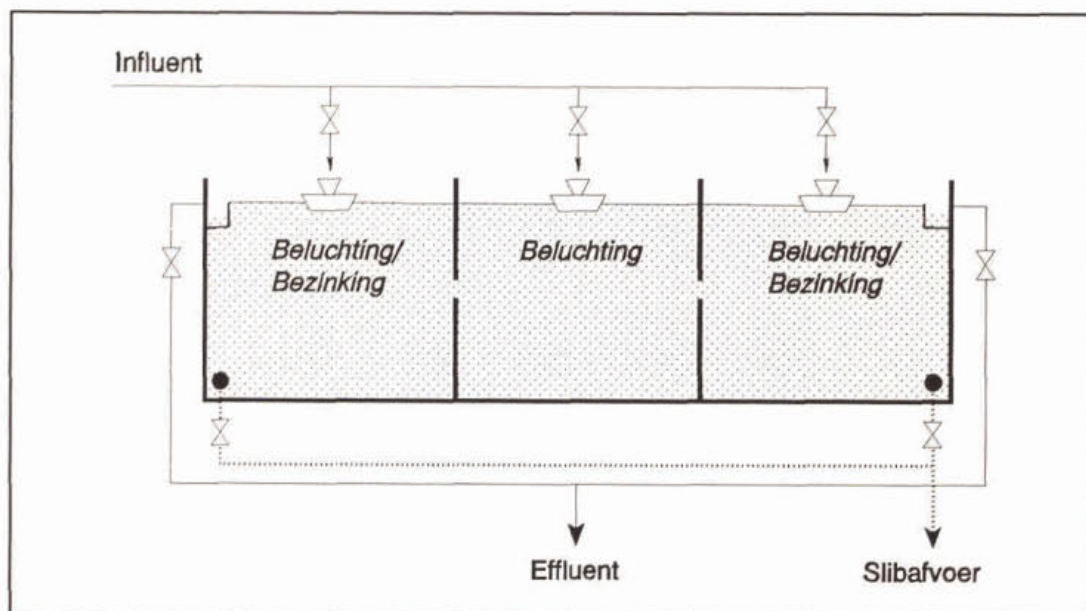 Influent
Beluchting/
Bezinking
Beluchting
Beluchting/
Bezinking
Effluent
Slibafvoer